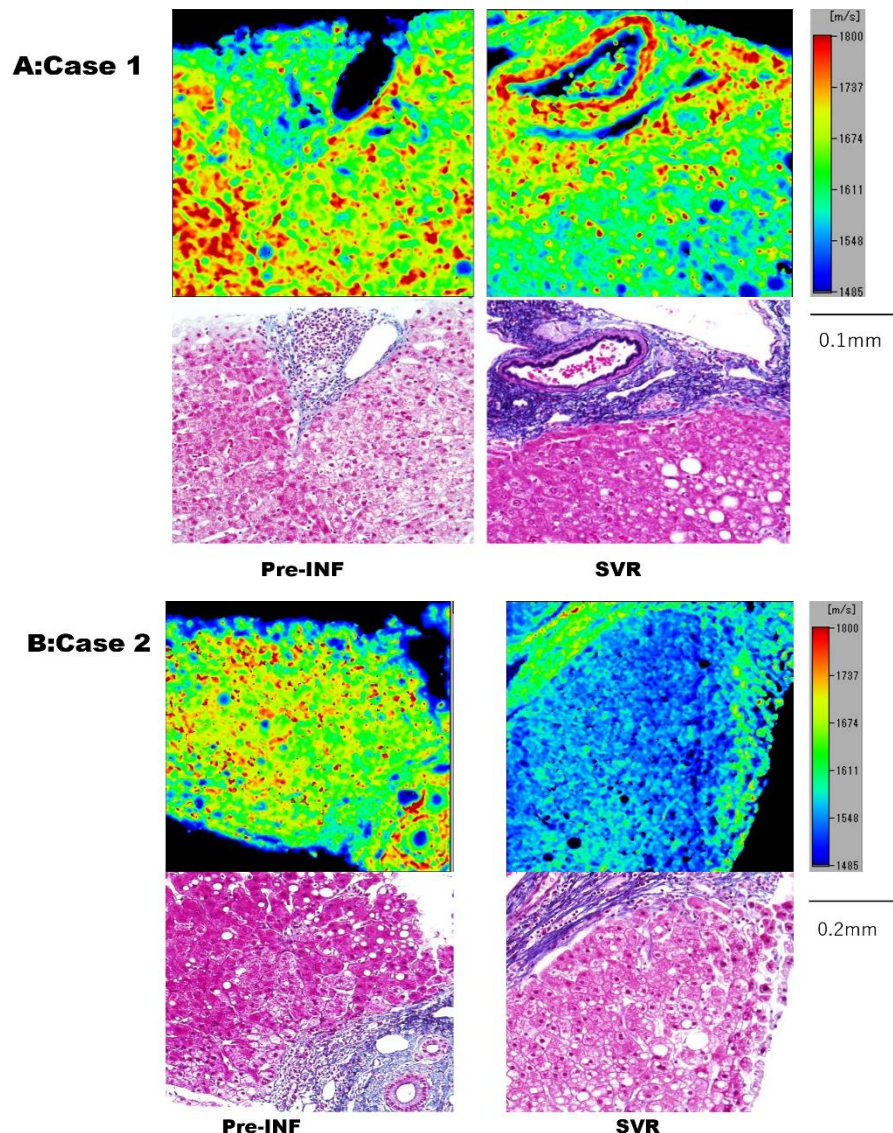 A:Case 1
[m/s]
1800
1737
1674
1611
1548
1485
0.1mm
Pre-INF
SVR
B:Case 2
[m/s]
1800
1737
1674
1611
1548
1485
0.2mm
Pre-INF
SVR